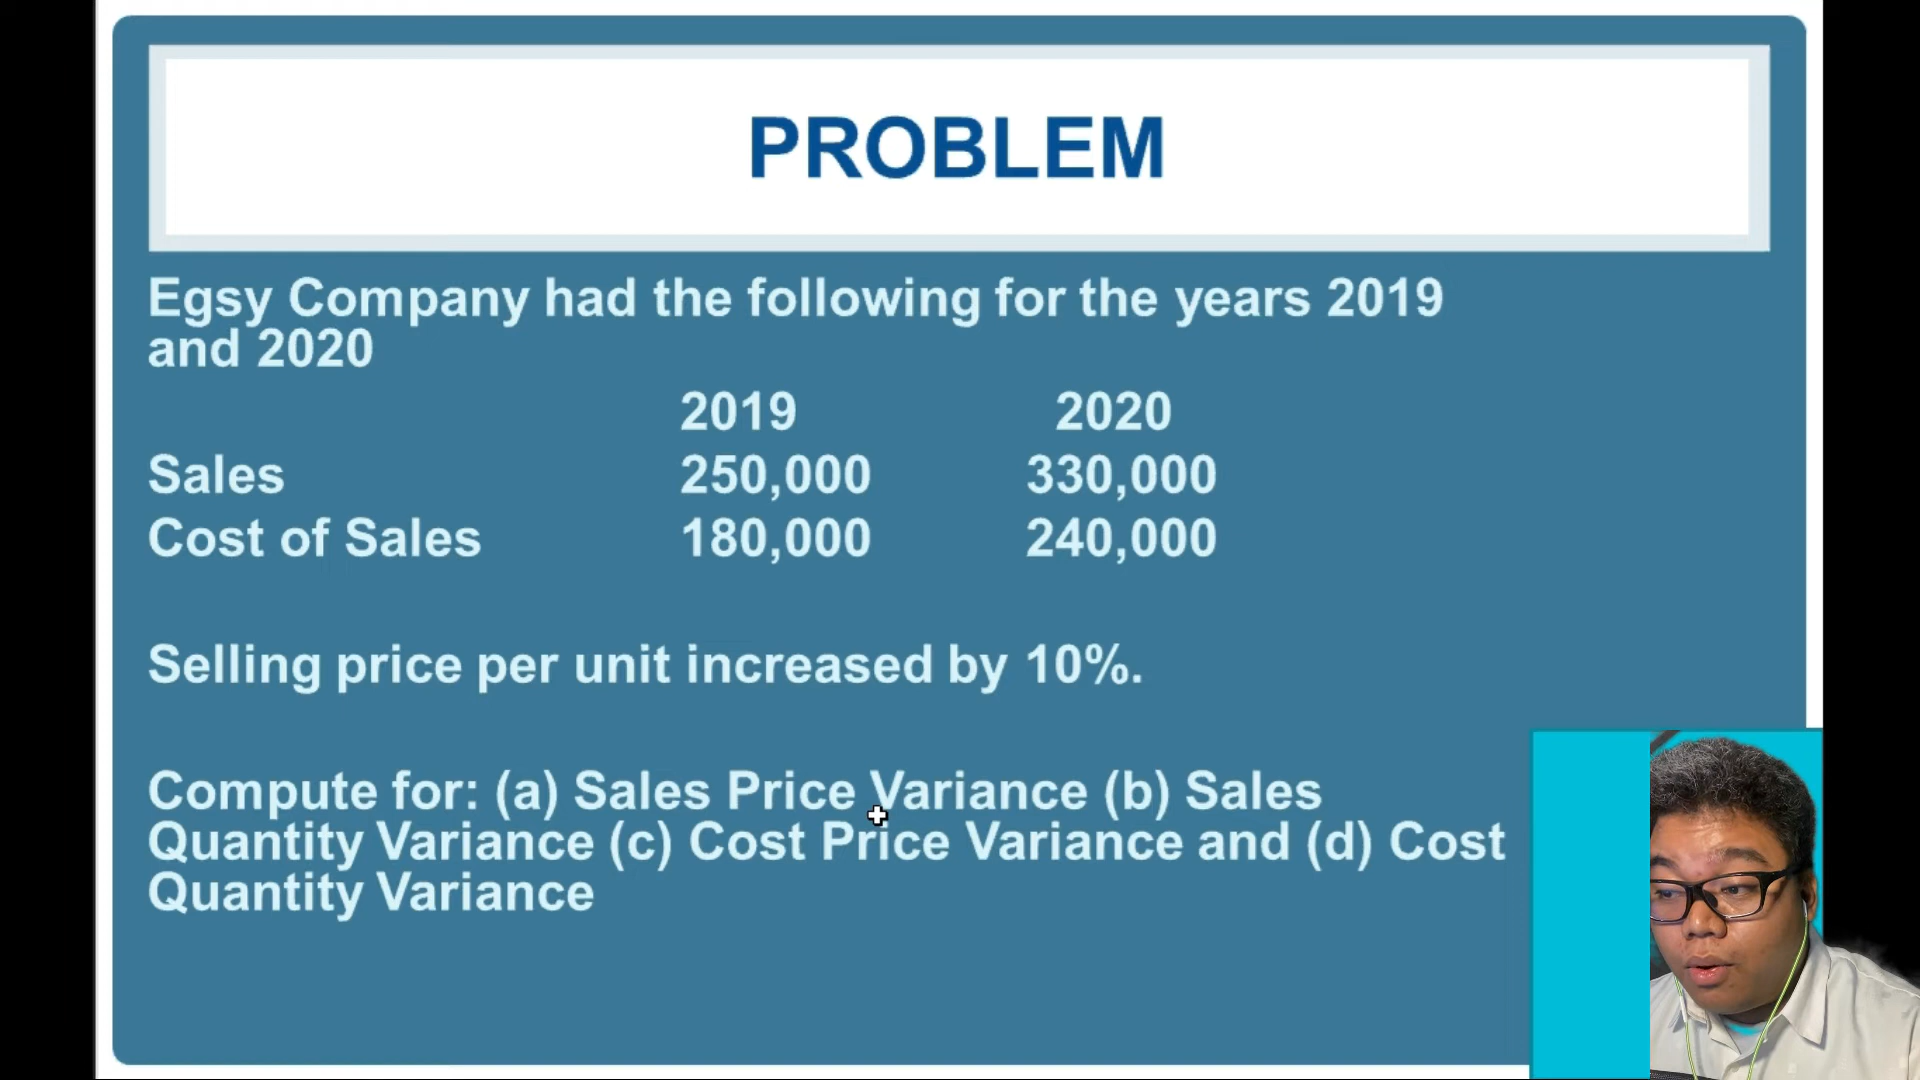 PROBLEM
Egsy Company had the following for the years 2019
and 2020
2019 2020
Sales 250,000 330,000
Cost of Sales 180,000 240,000
Selling price per unit increased by 10%.
Compute for: (a) Sales Price Variance (b) Sales
Quantity Variance (c) Cost Price Variance and (d) Cost
Quantity Variance